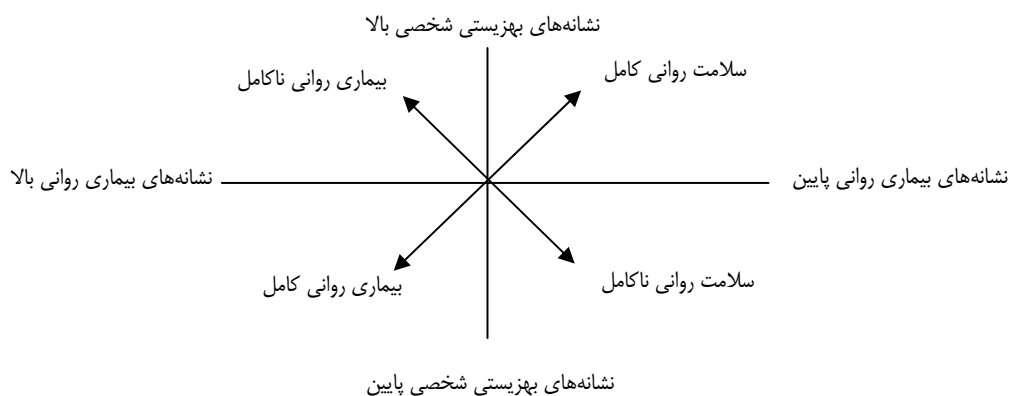 نشانه‌های بهزیستی شخصی بالا
سلامت روانی کامل
بیماری روانی ناکامل
نشانه‌های بیماری روانی پایین
نشانه‌های بیماری روانی بالا
سلامت روانی ناکامل
بیماری روانی کامل
نشانه‌های بهزیستی شخصی پایین